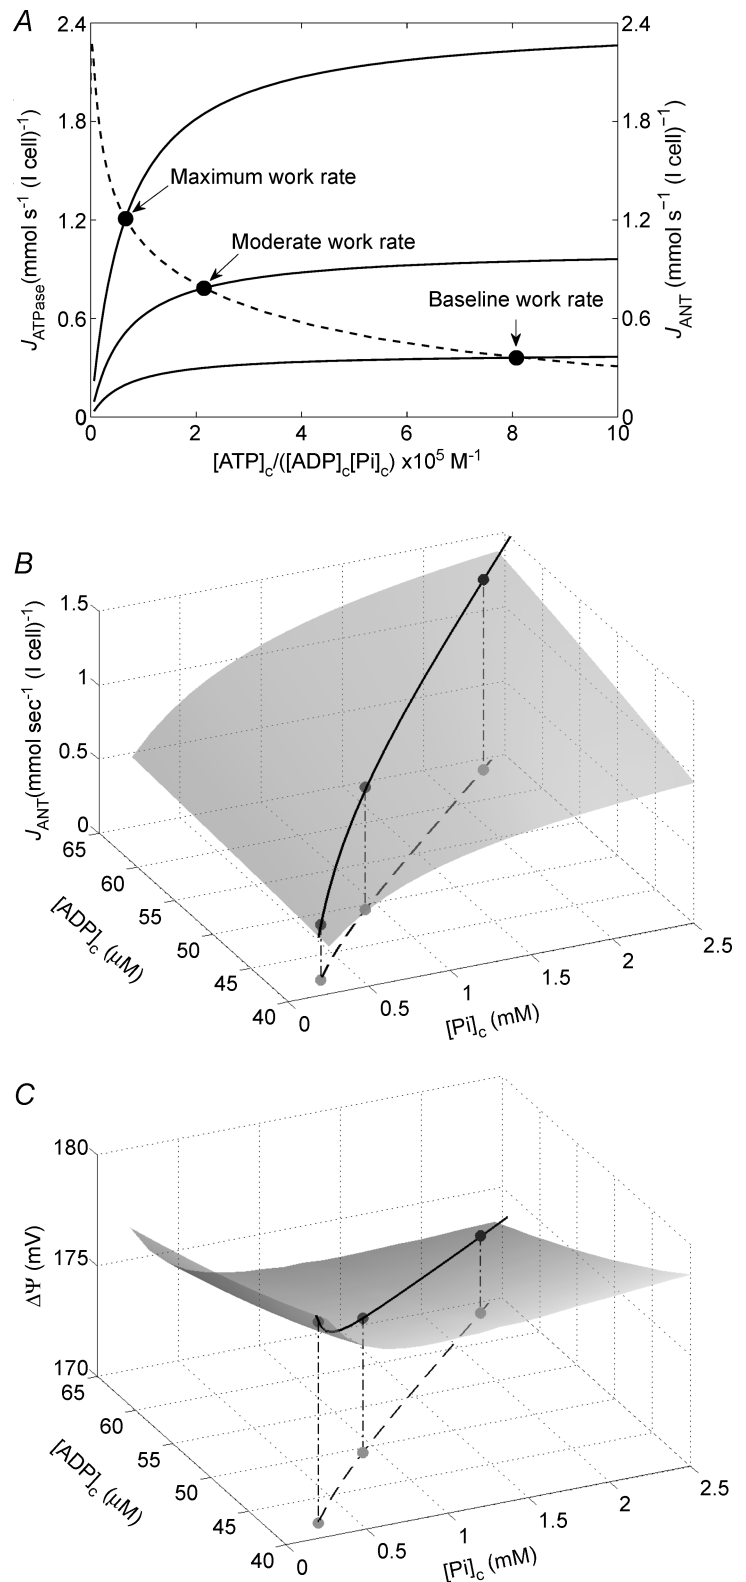 A
2.4
1.8
1.2
0.6
0
J_ATPase(mmol s⁻¹ (l cell)⁻¹)
2.4
1.8
1.2
0.6
0
J_ANT (mmol s⁻¹ (l cell)⁻¹)
Maximum work rate
Moderate work rate
Baseline work rate
0 2 4 6 8 10
[ATP]c/([ADP]c[Pi]c) x10⁵ M⁻¹
B
1.5
1
0.5
0
J_ANT(mmol sec⁻¹ (l cell)⁻¹)
65
60
55
50
45
40
[ADP]c (μM)
0
0.5
1
1.5
2
2.5
[Pi]c (mM)
C
180
175
170
ΔΨ (mV)
65
60
55
50
45
40
[ADP]c (μM)
0
0.5
1
1.5
2
2.5
[Pi]c (mM)